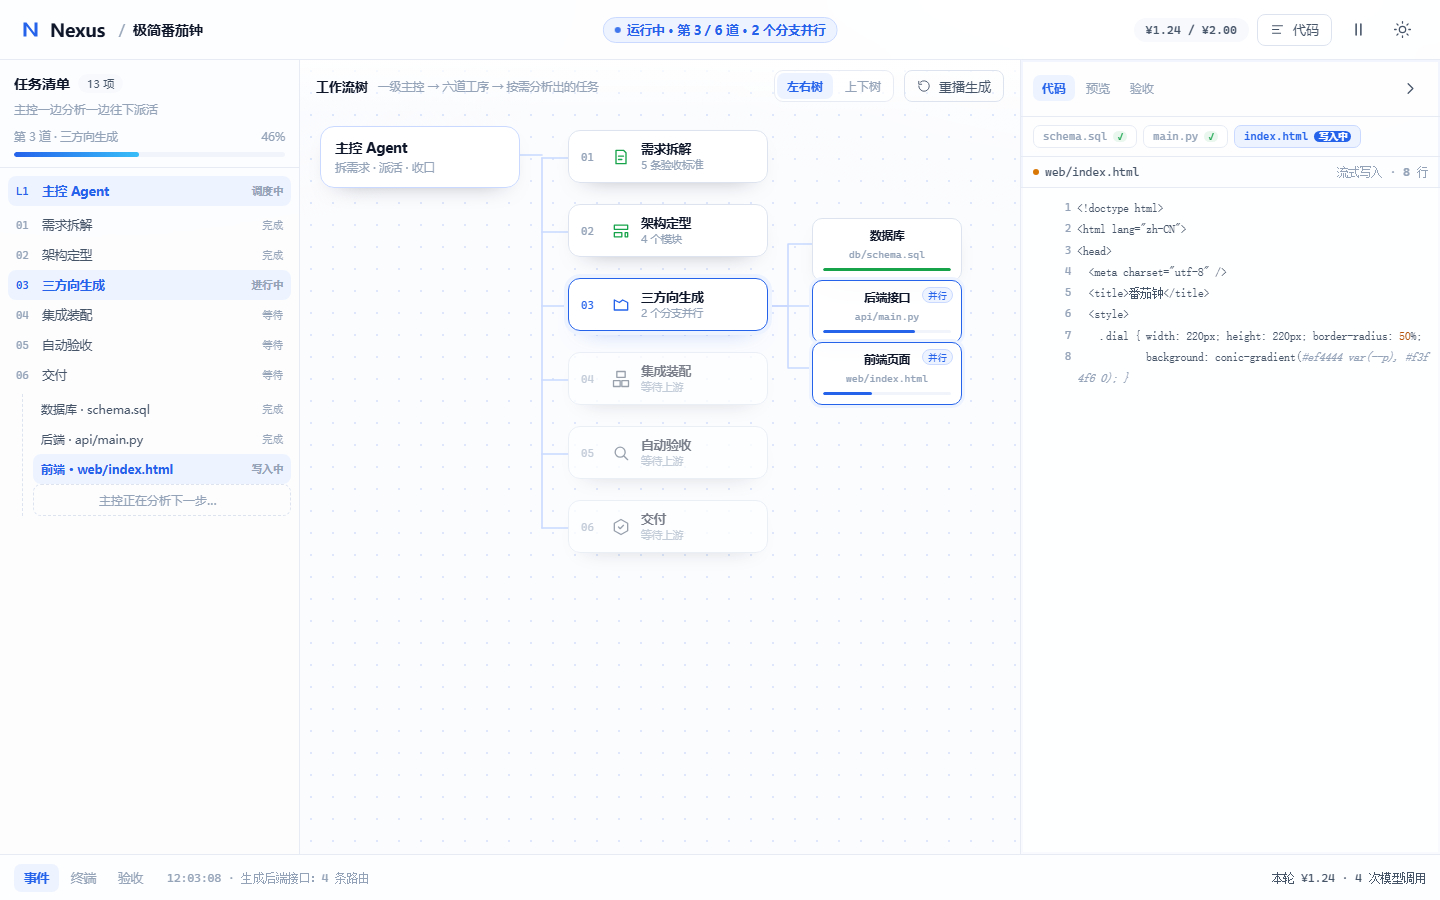 Nexus / 极简番茄钟
运行中 • 第 3 / 6 道 • 2 个分支并行
¥1.24 / ¥2.00
代码
任务清单 13 项
主控一边分析一边往下派活
第 3 道 · 三方向生成 46%
L1 主控 Agent 调度中
01 需求拆解 完成
02 架构定型 完成
03 三方向生成 进行中
04 集成装配 等待
05 自动验收 等待
06 交付 等待
数据库 · schema.sql 完成
后端 · api/main.py 完成
前端 • web/index.html 写入中
主控正在分析下一步...
工作流树 一级主控 → 六道工序 → 按需分析出的任务
左右树 上下树
重播生成
主控 Agent
拆需求 · 派活 · 收口
01 需求拆解
5 条验收标准
02 架构定型
4 个模块
03 三方向生成
2 个分支并行
04 集成装配
等待上游
05 自动验收
等待上游
06 交付
等待上游
数据库
db/schema.sql
后端接口 并行
api/main.py
前端页面 并行
web/index.html
代码 预览 验收
schema.sql ✓ main.py ✓ index.html 写入中
web/index.html 流式写入 · 8 行
1 <!doctype html>
2 <html lang="zh-CN">
3 <head>
4 <meta charset="utf-8" />
5 <title>番茄钟</title>
6 <style>
7 .dial { width: 220px; height: 220px; border-radius: 50%;
8 background: conic-gradient(#ef4444 var(--p), #f3f
4f6 0); }
事件 终端 验收 12:03:08 · 生成后端接口: 4 条路由
本轮 ¥1.24 · 4 次模型调用